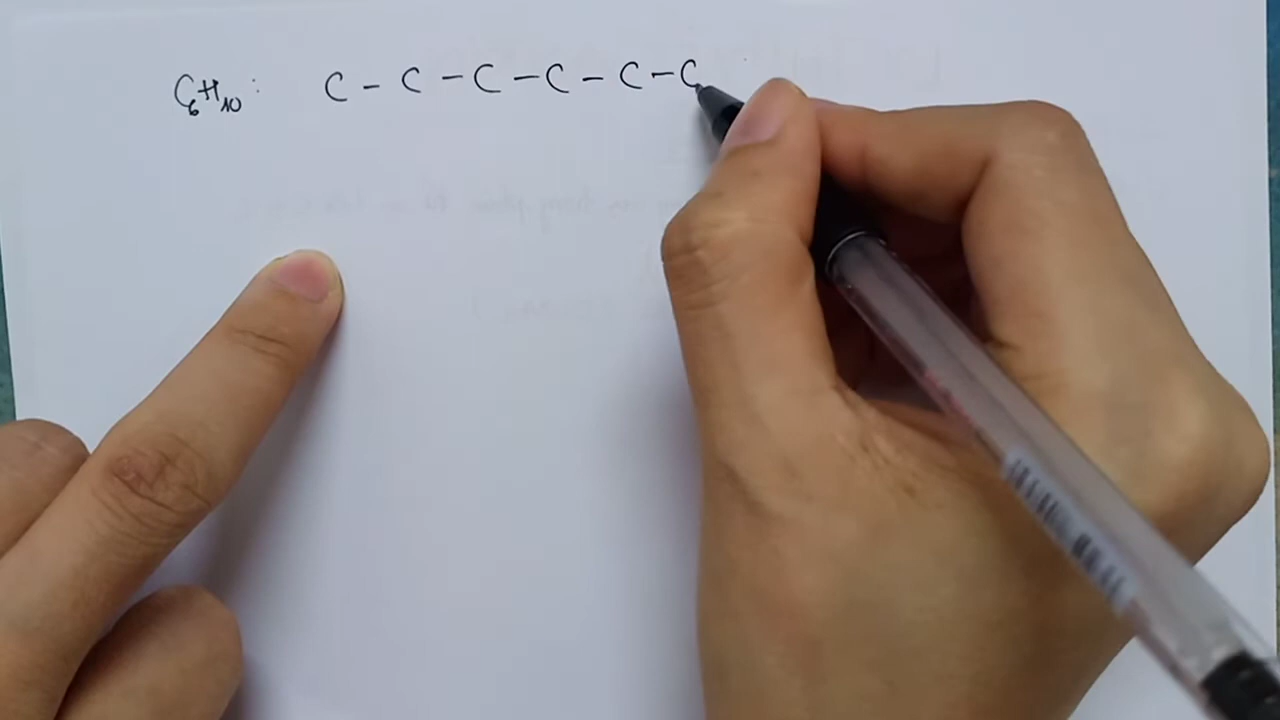 C₆H₁₀: C - C - C - C - C - C